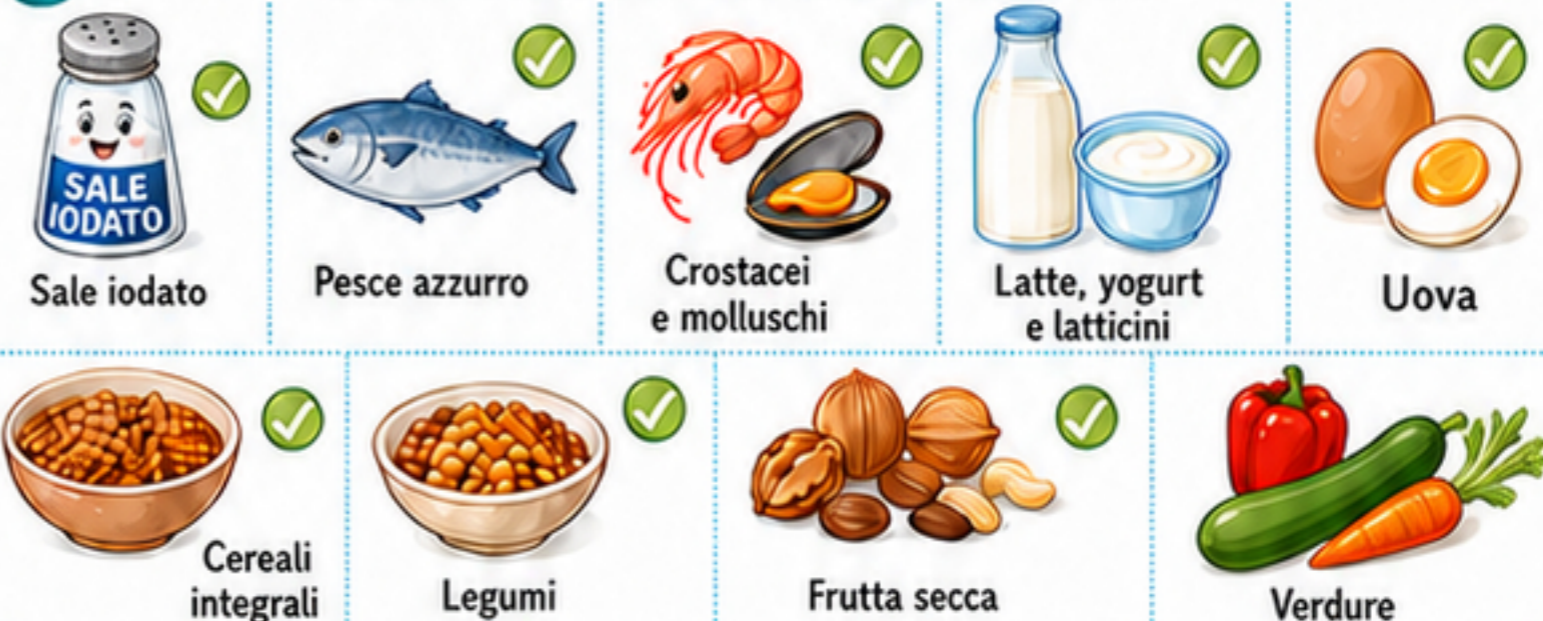 SALE
IODATO
Sale iodato
Pesce azzurro
Crostacei
e molluschi
Latte, yogurt
e latticini
Uova
Cereali
integrali
Legumi
Frutta secca
Verdure